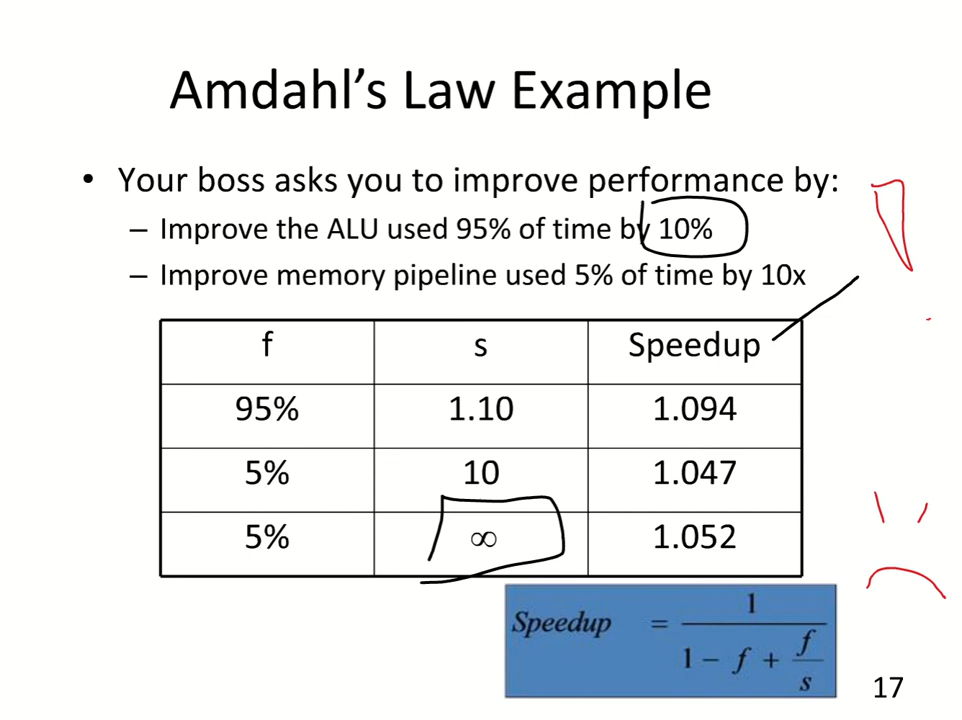 Amdahl's Law Example
• Your boss asks you to improve performance by:
– Improve the ALU used 95% of time by 10%
– Improve memory pipeline used 5% of time by 10x
f s Speedup
95% 1.10 1.094
5% 10 1.047
5% ∞ 1.052
Speedup = 1 / (1 − f + f / s)
17